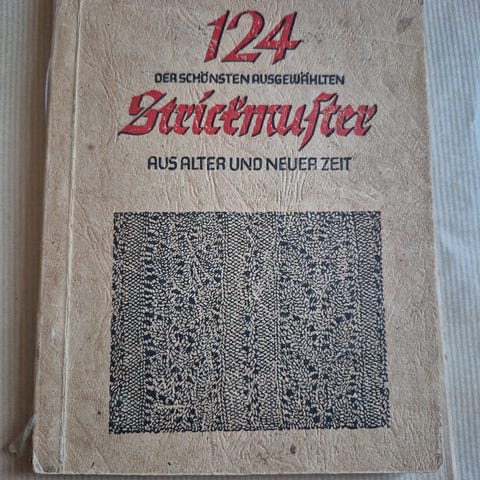 124
DER SCHÖNSTEN AUSGEWÄHLTEN
Strickmuster
AUS ALTER UND NEUER ZEIT